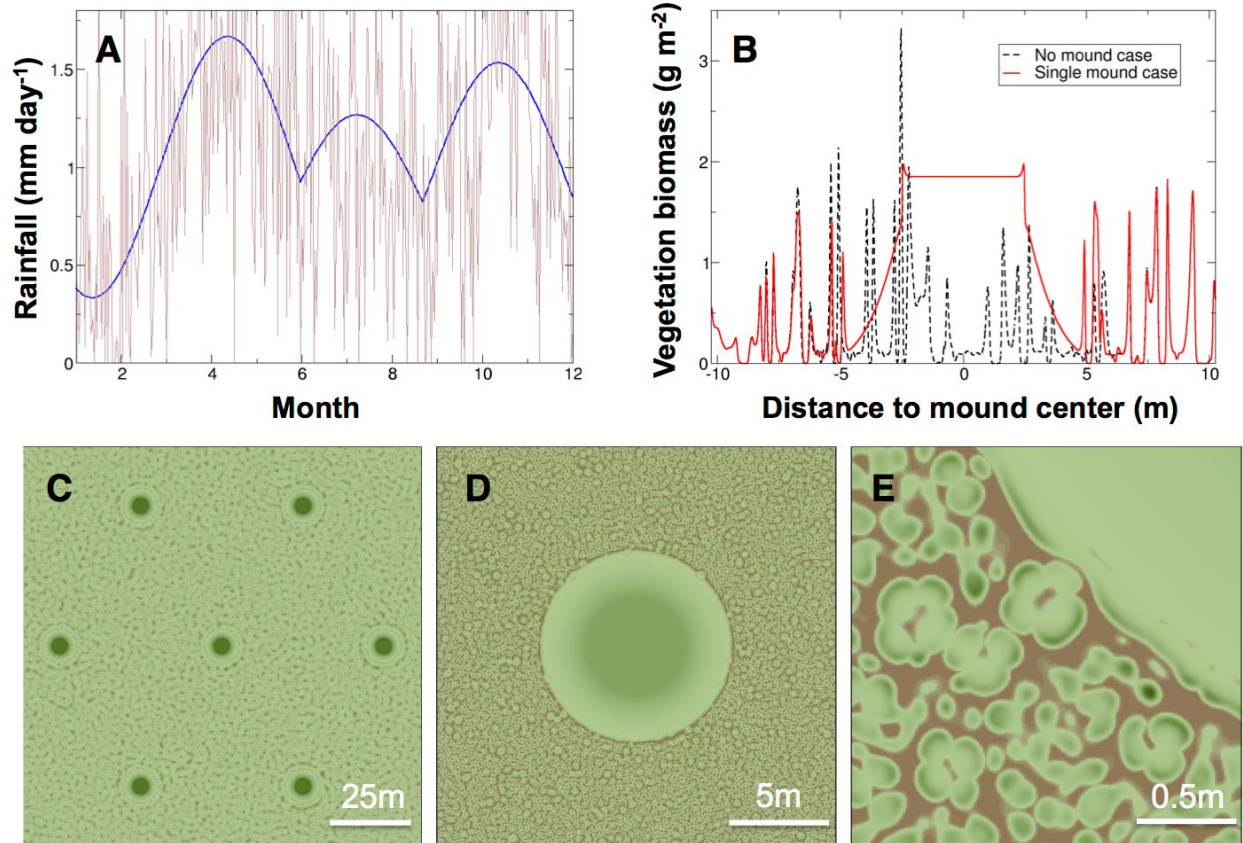 A
Rainfall (mm day-1)
1.5
1
0.5
0
2
4
6
8
10
12
Month
B
Vegetation biomass (g m-2)
3
2
1
0
No mound case
Single mound case
-10
-5
0
5
10
Distance to mound center (m)
C
25m
D
5m
E
0.5m